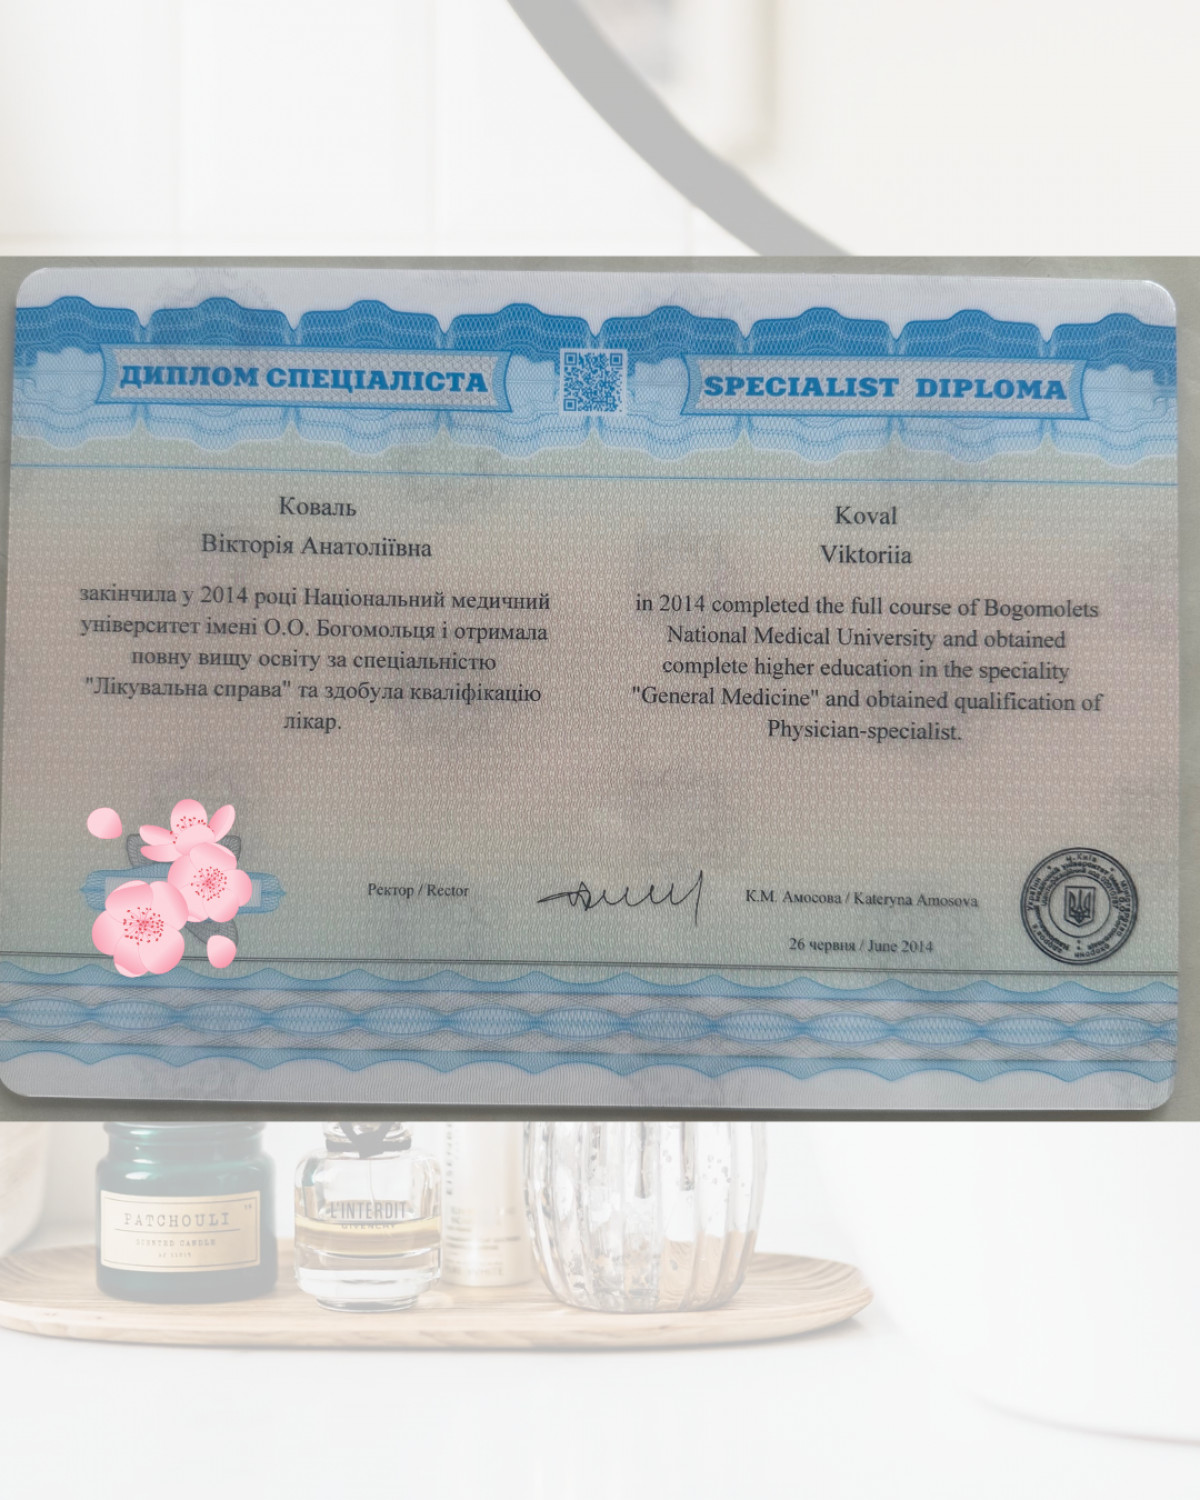 ДИПЛОМ СПЕЦІАЛІСТА
Коваль
Вікторія Анатоліївна
закінчила у 2014 році Національний медичний
університет імені О.О. Богомольця і отримала
повну вищу освіту за спеціальністю
"Лікувальна справа" та здобула кваліфікацію
лікар.
SPECIALIST DIPLOMA
Koval
Viktoriia
in 2014 completed the full course of Bogomolets
National Medical University and obtained
complete higher education in the speciality
"General Medicine" and obtained qualification of
Physician-specialist.
Ректор / Rector
К.М. Амосова / Kateryna Amosova
26 червня / June 2014
PATCHOULI
SCENTED CANDLE
L'INTERDIT
GIVENCHY